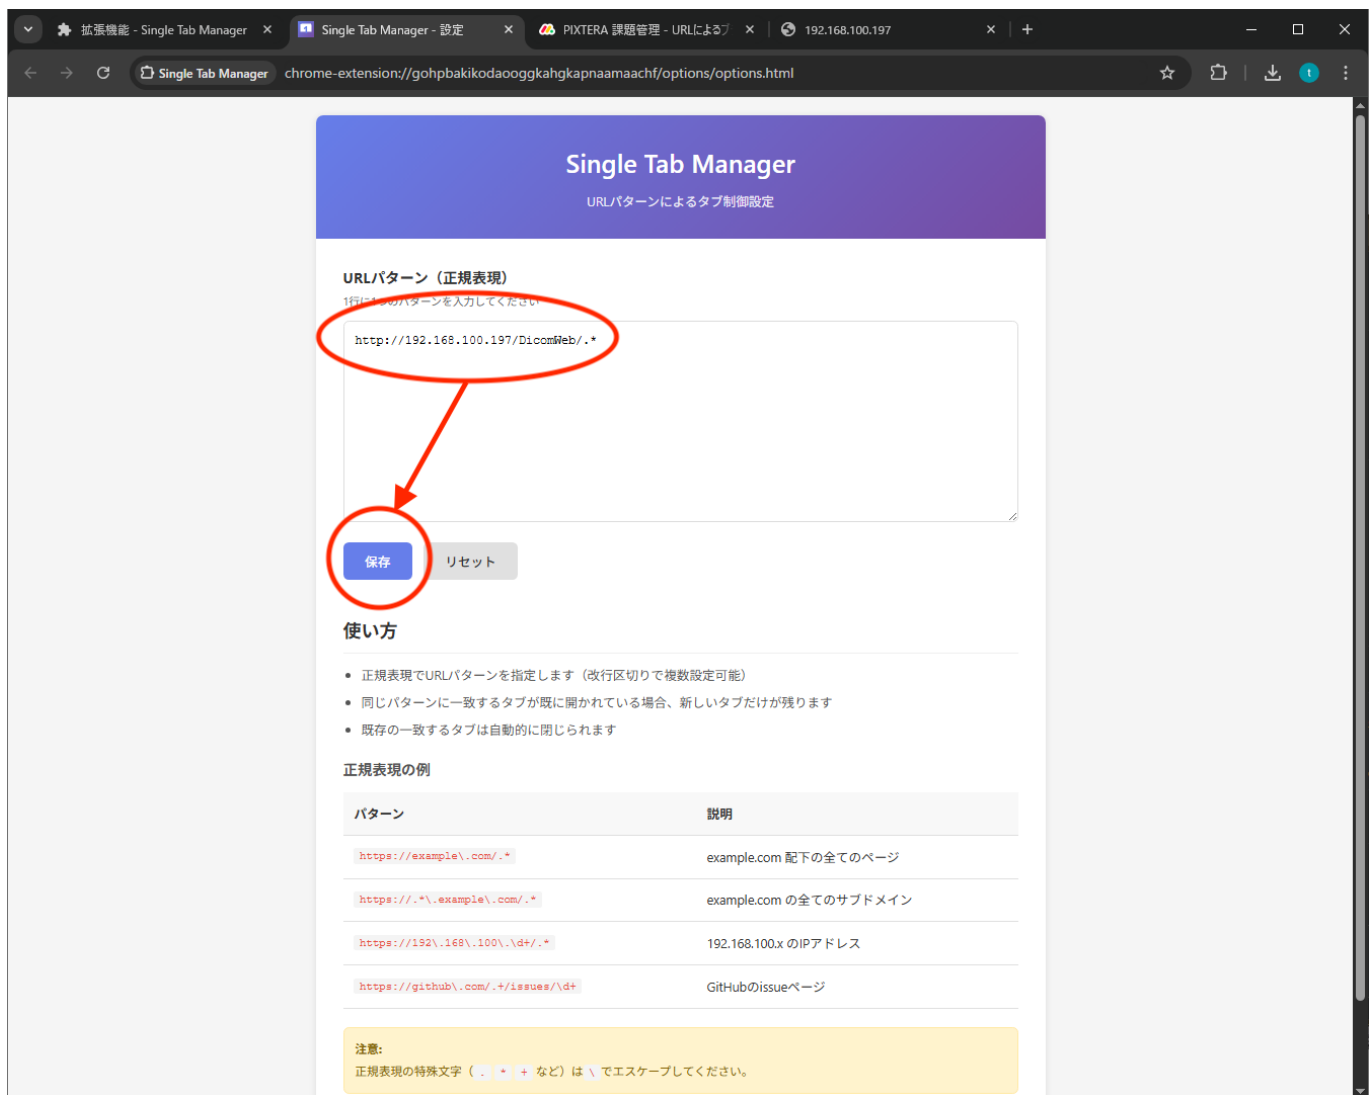 拡張機能 - Single Tab Manager
Single Tab Manager - 設定
PIXTERA 課題管理 - URLによる
192.168.100.197
Single Tab Manager
chrome-extension://gohpbakikodaooggkahgkapnaamaachf/options/options.html
t
Single Tab Manager
URLパターンによるタブ制御設定
URLパターン（正規表現）
1行に1つのパターンを入力してください
http://192.168.100.197/DicomWeb/.*
保存 リセット
使い方
• 正規表現でURLパターンを指定します（改行区切りで複数設定可能）
• 同じパターンに一致するタブが既に開かれている場合、新しいタブだけが残ります
• 既存の一致するタブは自動的に閉じられます
正規表現の例
パターン 説明
https://example\.com/.* example.com 配下の全てのページ
https://.*\.example\.com/.* example.com の全てのサブドメイン
https://192\.168\.100\.\d+/.* 192.168.100.x のIPアドレス
https://github\.com/.+/issues/\d+ GitHubのissueページ
注意:
正規表現の特殊文字（ . * + など）は \ でエスケープしてください。